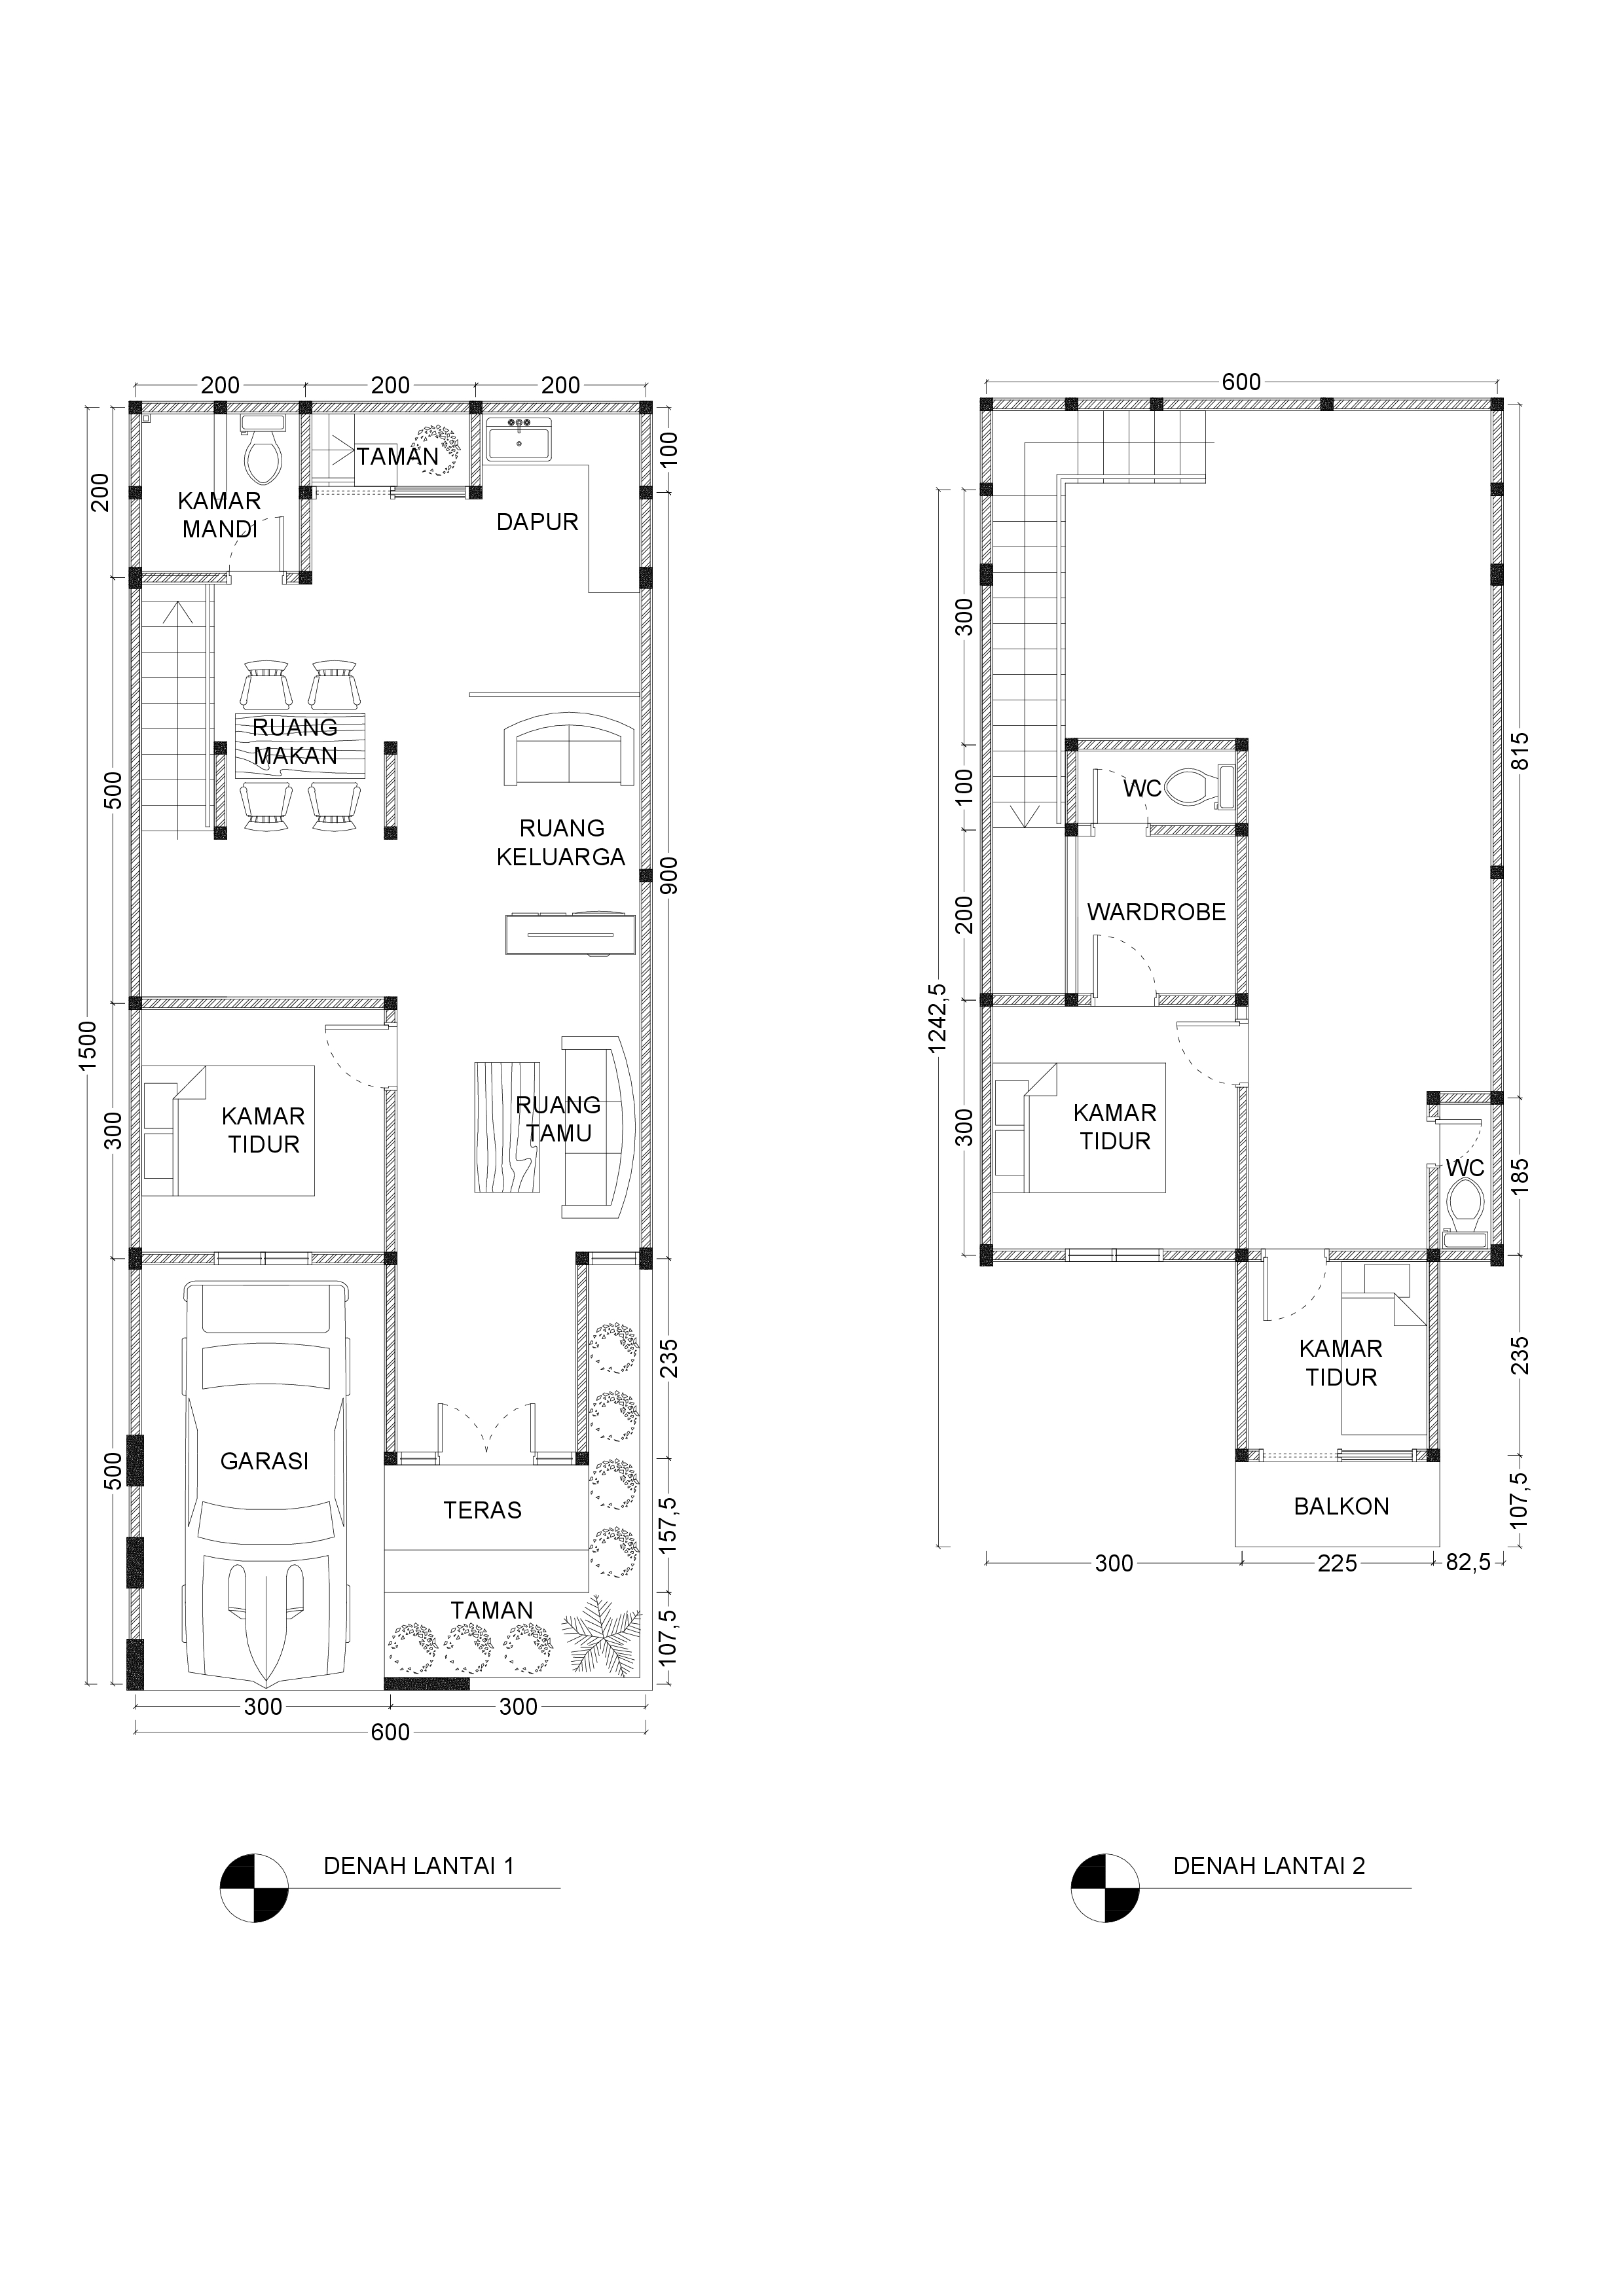 200
200
200
200
100
TAMAN
KAMAR
MANDI
DAPUR
500
RUANG
MAKAN
RUANG
KELUARGA
900
1500
300
KAMAR
TIDUR
RUANG
TAMU
235
500
GARASI
TERAS
157,5
TAMAN
107,5
300
300
600
DENAH LANTAI 1
600
300
815
100
WC
200
WARDROBE
1242,5
300
KAMAR
TIDUR
WC
185
KAMAR
TIDUR
235
BALKON
107,5
300
225
82,5
DENAH LANTAI 2